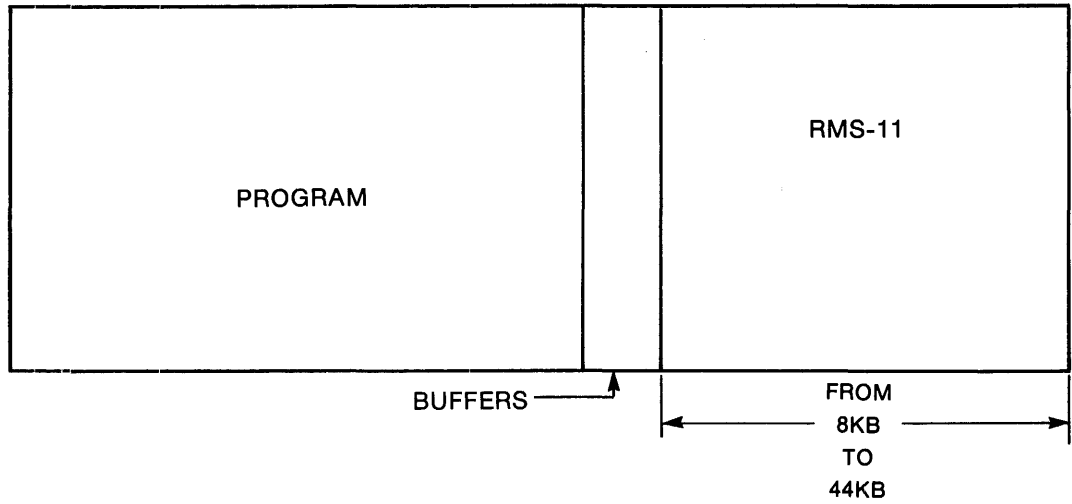 RMS-11
PROGRAM
BUFFERS
FROM
8KB
TO
44KB